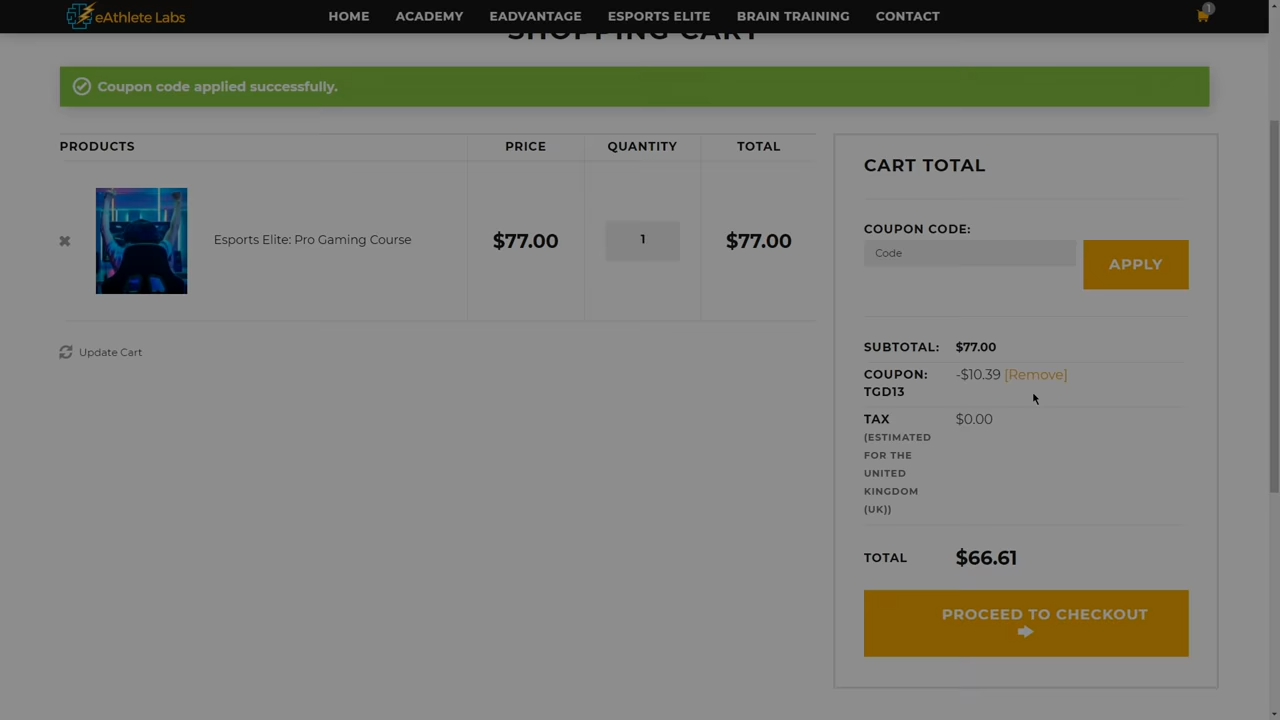 eAthlete Labs
HOME ACADEMY EADVANTAGE ESPORTS ELITE BRAIN TRAINING CONTACT
1
SHOPPING CART
Coupon code applied successfully.
PRODUCTS PRICE QUANTITY TOTAL
Esports Elite: Pro Gaming Course $77.00 1 $77.00
Update Cart
CART TOTAL
COUPON CODE:
Code
APPLY
SUBTOTAL: $77.00
COUPON: -$10.39 [Remove]
TGD13
TAX $0.00
(ESTIMATED
FOR THE
UNITED
KINGDOM
(UK))
TOTAL $66.61
PROCEED TO CHECKOUT